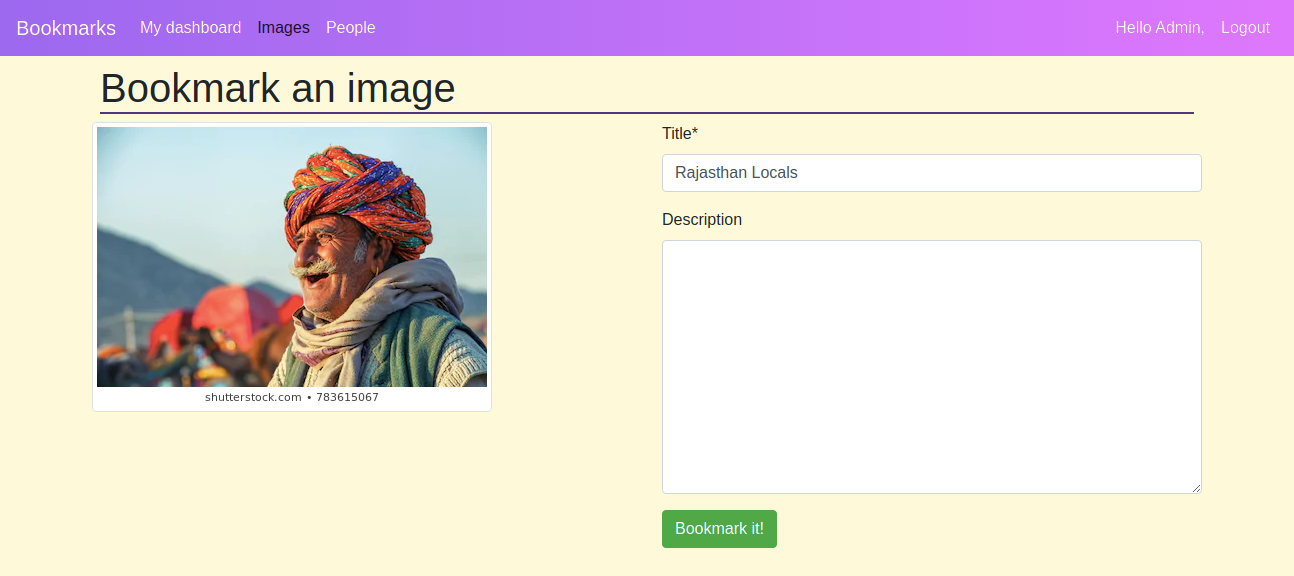 Bookmarks My dashboard Images People Hello Admin, Logout
Bookmark an image
shutterstock.com • 783615067
Title*
Rajasthan Locals
Description
Bookmark it!